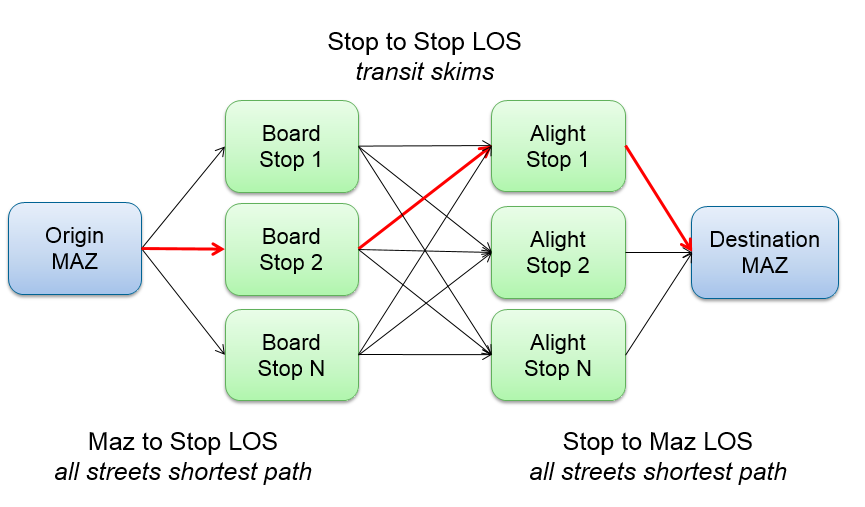 Stop to Stop LOS
transit skims
Board
Stop 1
Alight
Stop 1
Origin
MAZ
Board
Stop 2
Alight
Stop 2
Destination
MAZ
Board
Stop N
Alight
Stop N
Maz to Stop LOS
all streets shortest path
Stop to Maz LOS
all streets shortest path